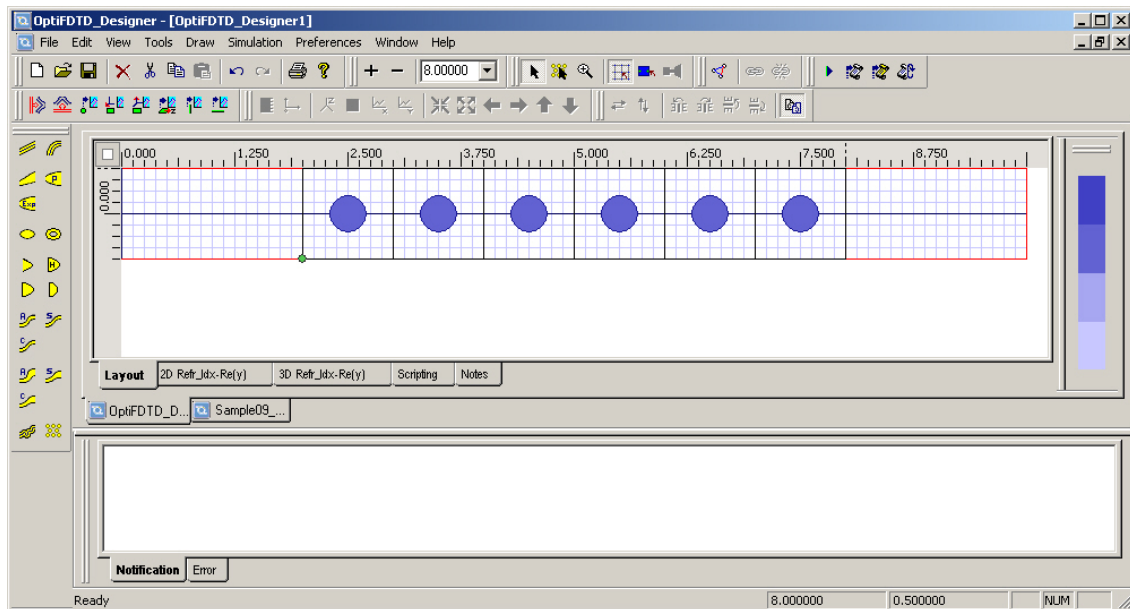 OptiFDTD_Designer - [OptiFDTD_Designer1]
File Edit View Tools Draw Simulation Preferences Window Help
8.00000
0.000 1.250 2.500 3.750 5.000 6.250 7.500 8.750
0.000
Layout 2D Refr_Idx-Re(y) 3D Refr_Idx-Re(y) Scripting Notes
OptiFDTD_D... Sample09_...
Notification Error
Ready 8.000000 0.500000 NUM